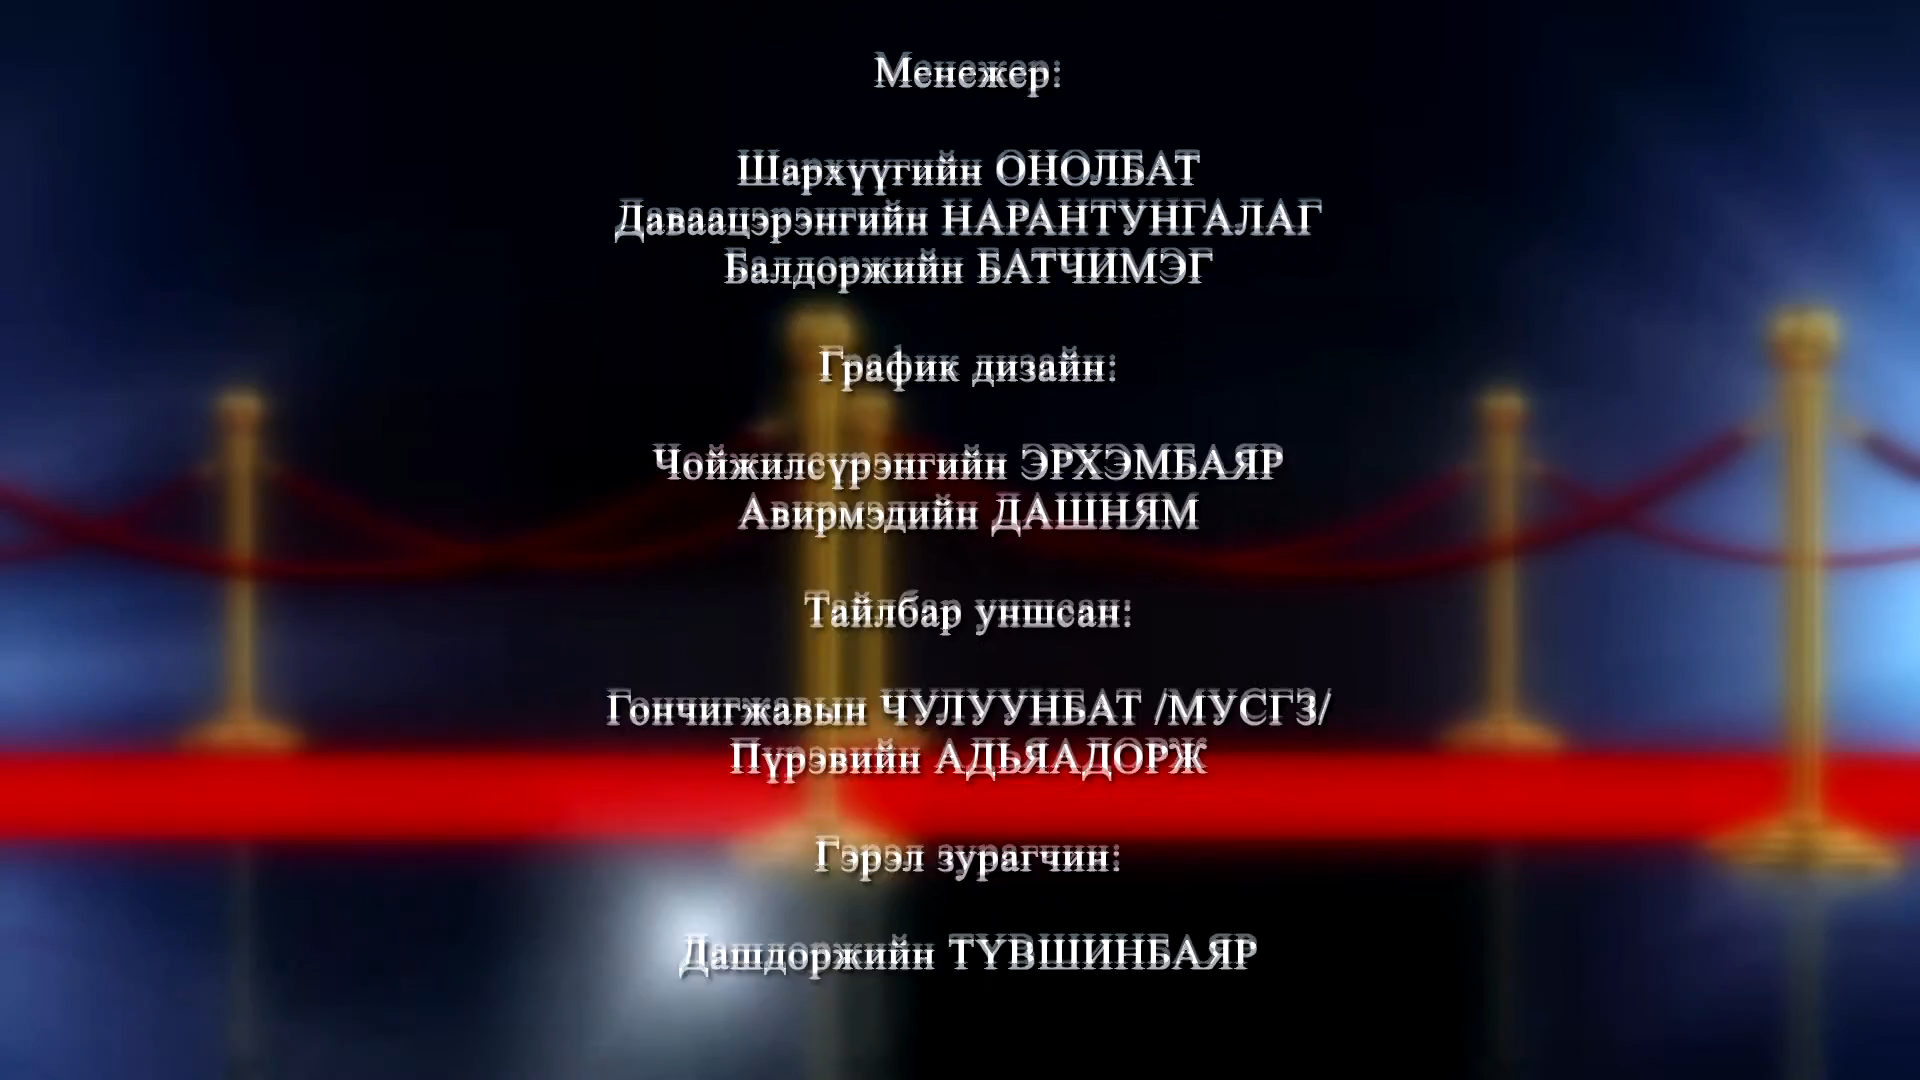 Менежер:
Шархүүгийн ОНОЛБАТ
Даваацэрэнгийн НАРАНТУНГАЛАГ
Балдоржийн БАТЧИМЭГ
График дизайн:
Чойжилсүрэнгийн ЭРХЭМБАЯР
Авирмэдийн ДАШНЯМ
Тайлбар уншсан:
Гончигжавын ЧУЛУУНБАТ /МУСГЗ/
Пүрэвийн АДЬЯАДОРЖ
Гэрэл зурагчин:
Дашдоржийн ТҮВШИНБАЯР